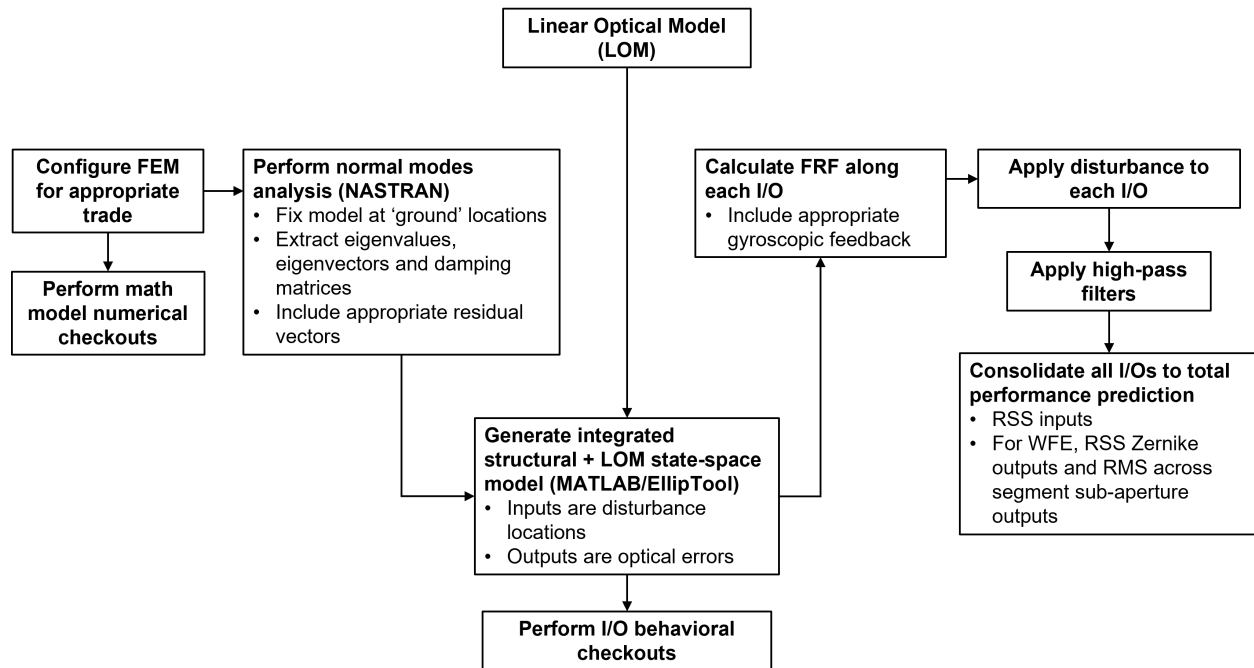 Linear Optical Model
(LOM)
Configure FEM
for appropriate
trade
Perform math
model numerical
checkouts
Perform normal modes
analysis (NASTRAN)
• Fix model at ‘ground’ locations
• Extract eigenvalues,
eigenvectors and damping
matrices
• Include appropriate residual
vectors
Generate integrated
structural + LOM state-space
model (MATLAB/EllipTool)
• Inputs are disturbance
locations
• Outputs are optical errors
Perform I/O behavioral
checkouts
Calculate FRF along
each I/O
• Include appropriate
gyroscopic feedback
Apply disturbance to
each I/O
Apply high-pass
filters
Consolidate all I/Os to total
performance prediction
• RSS inputs
• For WFE, RSS Zernike
outputs and RMS across
segment sub-aperture
outputs